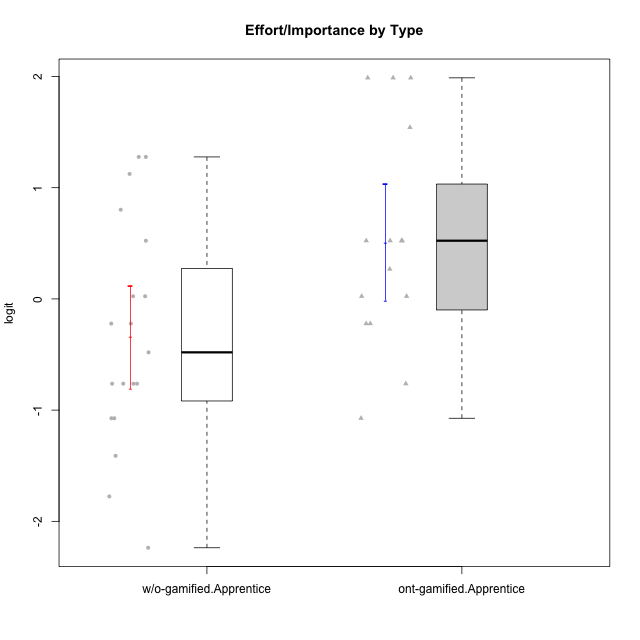 Effort/Importance by Type
logit
2
1
0
-1
-2
w/o-gamified.Apprentice
ont-gamified.Apprentice